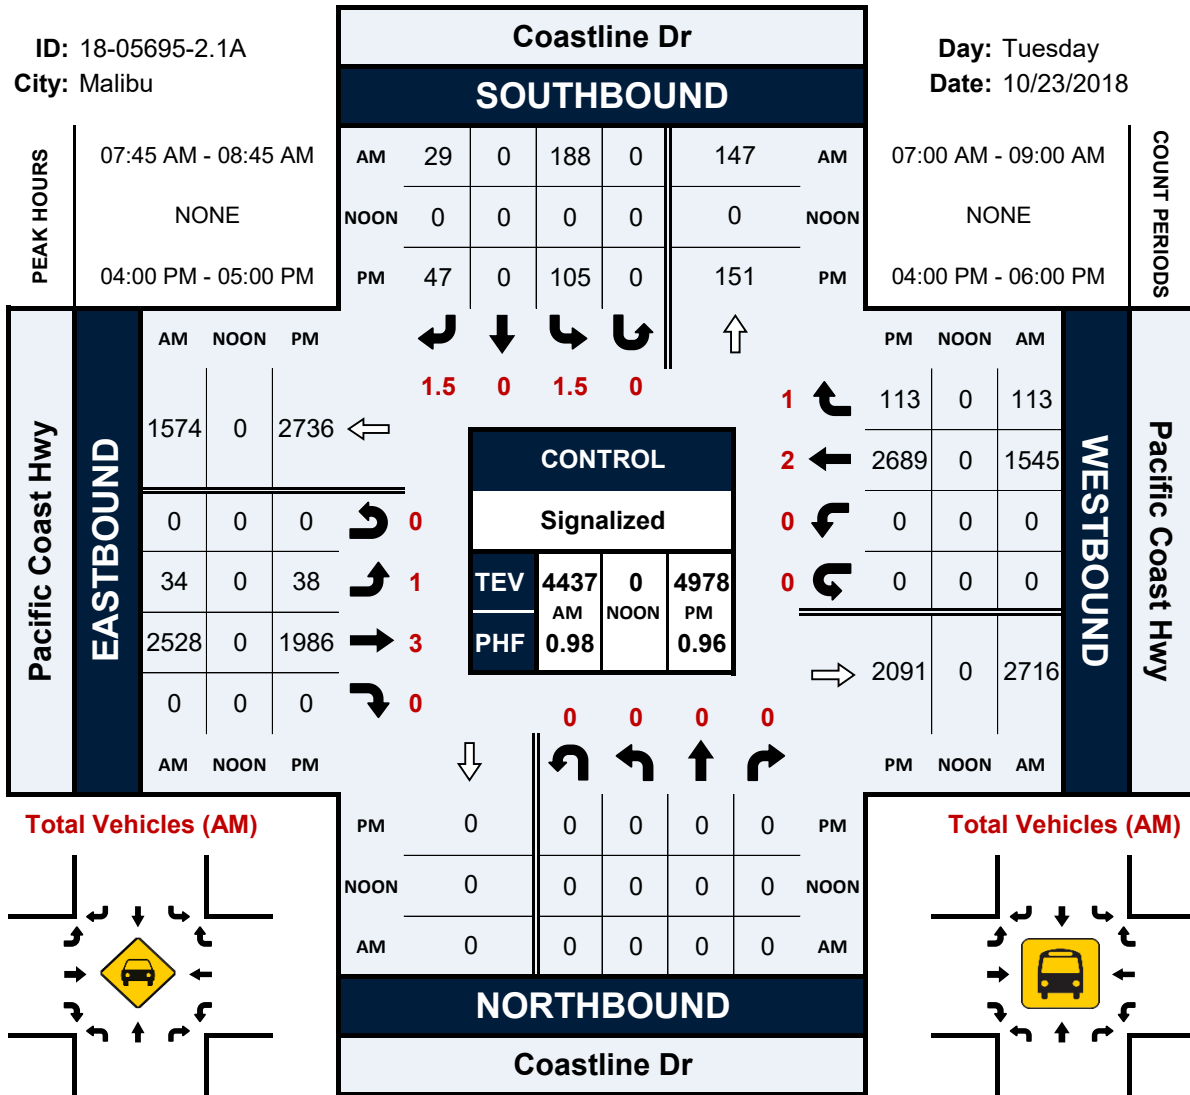 ID: 18-05695-2.1A
City: Malibu
Coastline Dr
SOUTHBOUND
Day: Tuesday
Date: 10/23/2018
PEAK HOURS
07:45 AM - 08:45 AM
NONE
04:00 PM - 05:00 PM
AM 29 0 188 0 147 AM
NOON 0 0 0 0 0 NOON
PM 47 0 105 0 151 PM
07:00 AM - 09:00 AM
NONE
04:00 PM - 06:00 PM
COUNT PERIODS
1.5 0 1.5 0
Pacific Coast Hwy
EASTBOUND
AM NOON PM
1574 0 2736
0 0 0 0
34 0 38 1
2528 0 1986 3
0 0 0 0
AM NOON PM
CONTROL
Signalized
TEV 4437 0 4978
AM NOON PM
PHF 0.98 0.96
PM NOON AM
1 113 0 113
2 2689 0 1545
0 0 0 0
0 0 0 0
2091 0 2716
PM NOON AM
WESTBOUND
Pacific Coast Hwy
0 0 0 0
PM 0 0 0 0 0 PM
NOON 0 0 0 0 0 NOON
AM 0 0 0 0 0 AM
NORTHBOUND
Coastline Dr
Total Vehicles (AM)
Total Vehicles (AM)